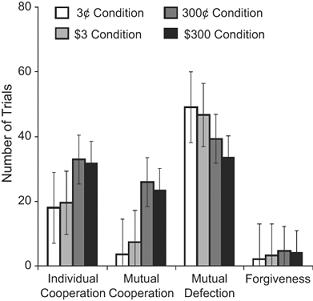 80
60
40
20
0
Number of Trials
3¢ Condition
300¢ Condition
$3 Condition
$300 Condition
Individual
Cooperation
Mutual
Cooperation
Mutual
Defection
Forgiveness